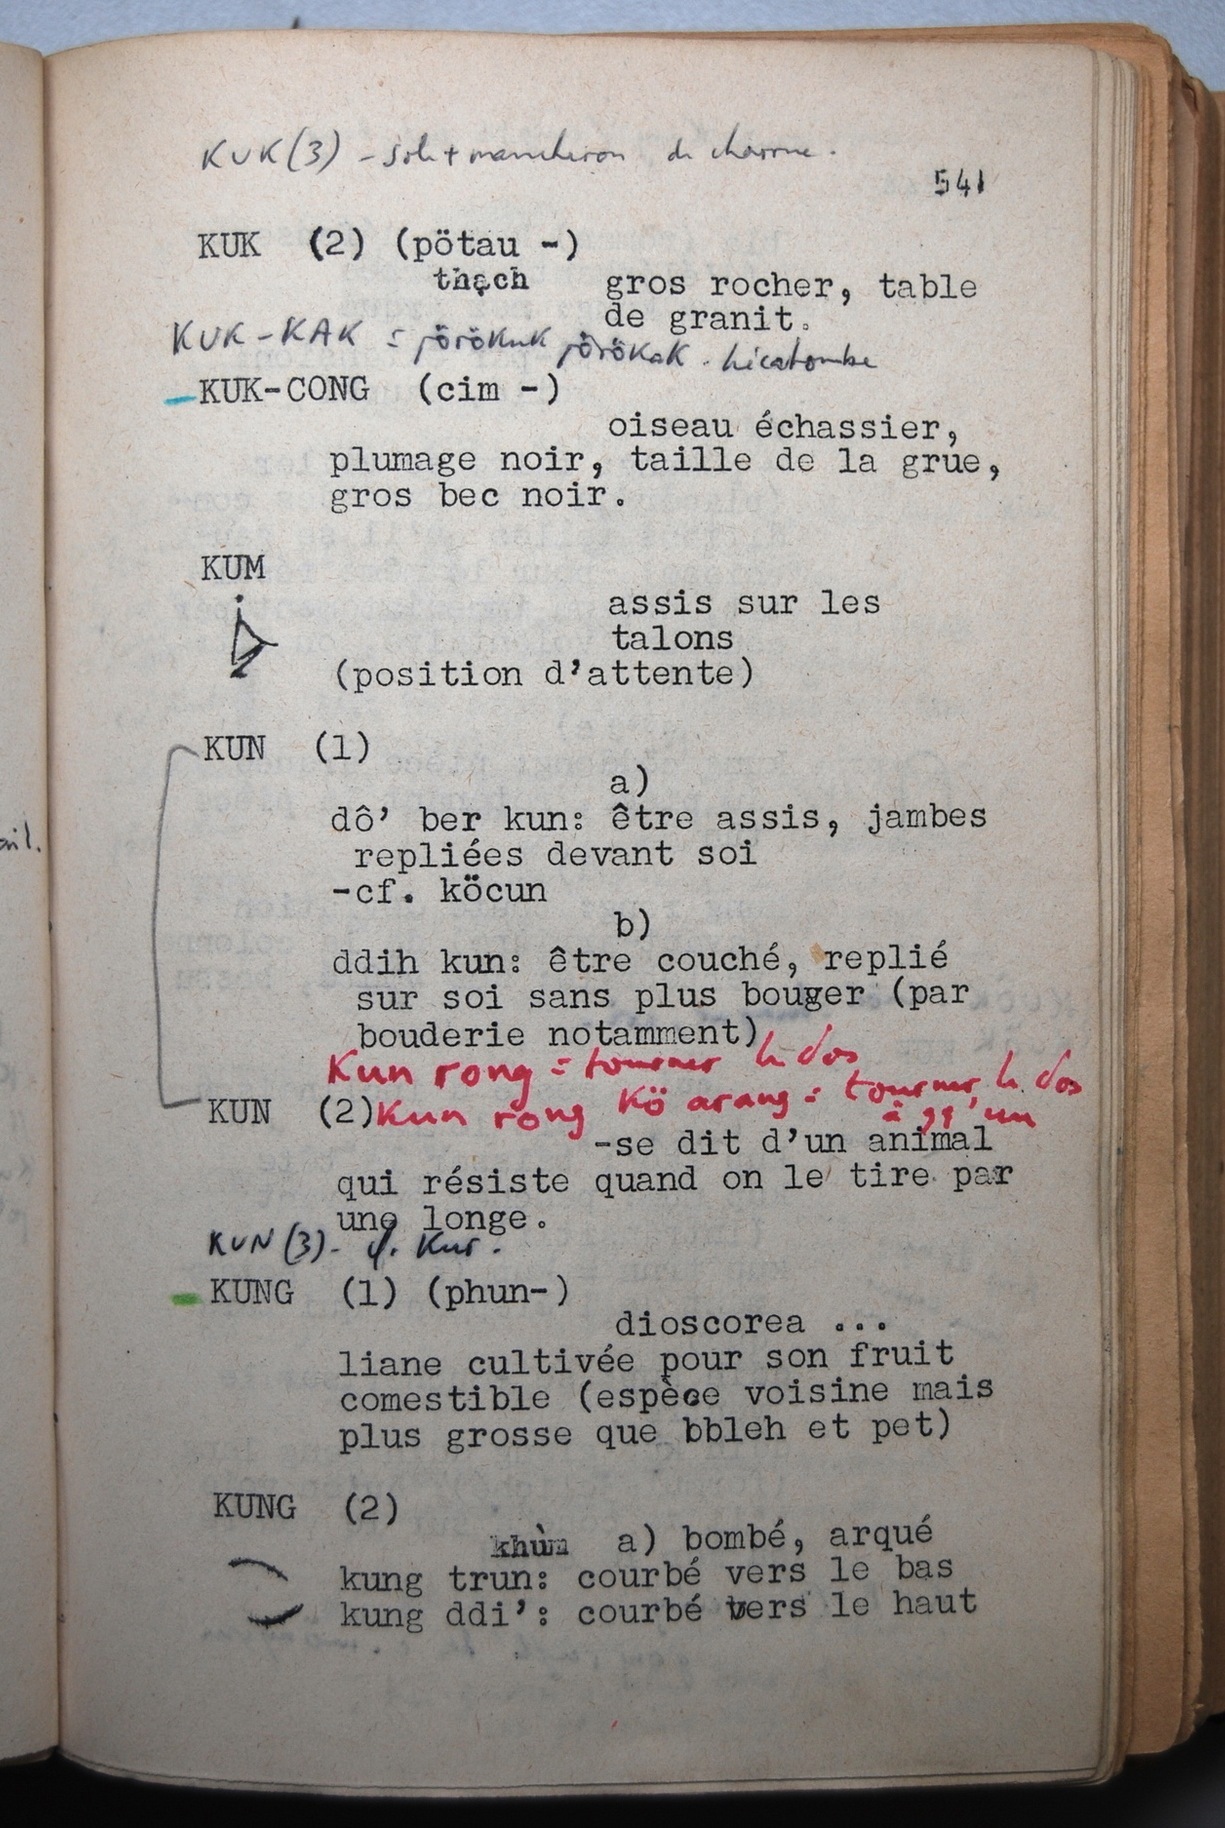 KUK (3) - sole + mancheron de charrue.
541
KUK (2) (pötau -)
thạch gros rocher, table
de granit.
KUK-KAK = jörökuk jörökak. hécatombe
KUK-CONG (cim -)
oiseau échassier,
plumage noir, taille de la grue,
gros bec noir.
KUM
assis sur les
talons
(position d'attente)
KUN (1)
a)
dô' ber kun: être assis, jambes
repliées devant soi
-cf. köcun
b)
ddih kun: être couché, replié
sur soi sans plus bouger (par
bouderie notamment)
Kun rong = tourner le dos
KUN (2) Kun rong kö arang = tourner le dos
à qq'un
-se dit d'un animal
qui résiste quand on le tire par
une longe.
KUN (3) - cf. Kur.
KUNG (1) (phun-)
dioscorea ...
liane cultivée pour son fruit
comestible (espèce voisine mais
plus grosse que bbleh et pet)
KUNG (2)
khùm a) bombé, arqué
kung trun: courbé vers le bas
kung ddi': courbé vers le haut